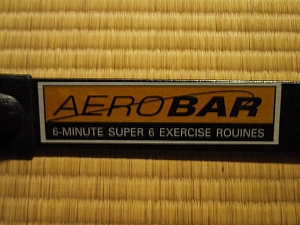 AEROBAR
6-MINUTE SUPER 6 EXERCISE ROUINES